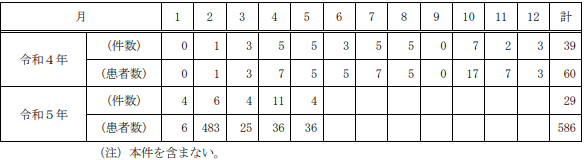 月 1 2 3 4 5 6 7 8 9 10 11 12 計
令和４年 (件数) 0 1 3 5 5 3 5 5 0 7 2 3 39
(患者数) 0 1 3 7 5 5 7 5 0 17 7 3 60
令和５年 (件数) 4 6 4 11 4 29
(患者数) 6 483 25 36 36 586
（注）本件を含まない。